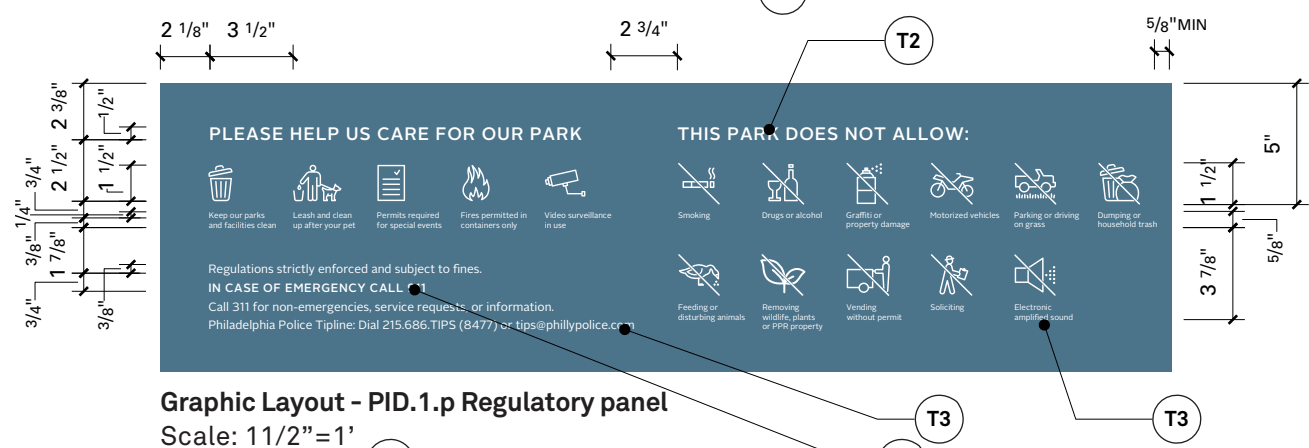 2 1/8" 3 1/2" 2 3/4" 5/8"MIN
T2
2 3/8"
1/2"
2 1/2"
1 1/2"
3/4"
1/4"
3/8"
1 7/8"
3/4"
3/8"
PLEASE HELP US CARE FOR OUR PARK
Keep our parks
and facilities clean
Leash and clean
up after your pet
Permits required
for special events
Fires permitted in
containers only
Video surveillance
in use
Regulations strictly enforced and subject to fines.
IN CASE OF EMERGENCY CALL 911
Call 311 for non-emergencies, service requests, or information.
Philadelphia Police Tipline: Dial 215.686.TIPS (8477) or tips@phillypolice.com
THIS PARK DOES NOT ALLOW:
Smoking
Drugs or alcohol
Graffiti or
property damage
Motorized vehicles
Parking or driving
on grass
Dumping or
household trash
Feeding or
disturbing animals
Removing
wildlife, plants
or PPR property
Vending
without permit
Soliciting
Electronic
amplified sound
5"
1 1/2"
5/8"
3 7/8"
T3
T3
Graphic Layout - PID.1.p Regulatory panel
Scale: 11/2”=1’